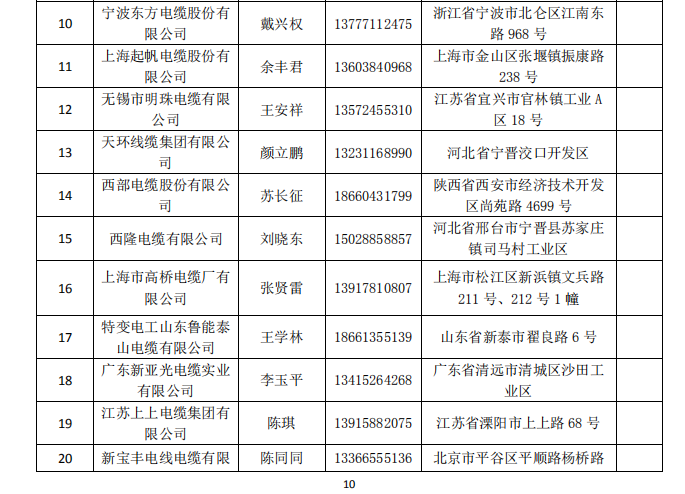 10 宁波东方电缆股份有限公司 戴兴权 13777112475 浙江省宁波市北仑区江南东路 968 号
11 上海起帆电缆股份有限公司 余丰君 13603840968 上海市金山区张堰镇振康路 238 号
12 无锡市明珠电缆有限公司 王安祥 13572455310 江苏省宜兴市官林镇工业 A 区 18 号
13 天环线缆集团有限公司 颜立鹏 13231168990 河北省宁晋洨口开发区
14 西部电缆股份有限公司 苏长征 18660431799 陕西省西安市经济技术开发区尚苑路 4699 号
15 西隆电缆有限公司 刘晓东 15028858857 河北省邢台市宁晋县苏家庄镇司马村工业区
16 上海市高桥电缆厂有限公司 张贤雷 13917810807 上海市松江区新浜镇文兵路 211 号、212 号 1 幢
17 特变电工山东鲁能泰山电缆有限公司 王学林 18661355139 山东省新泰市翟良路 6 号
18 广东新亚光电缆实业有限公司 李玉平 13415264268 广东省清远市清城区沙田工业区
19 江苏上上电缆集团有限公司 陈琪 13915882075 江苏省溧阳市上上路 68 号
20 新宝丰电线电缆有限 陈同同 13366555136 北京市平谷区平顺路杨桥路
10